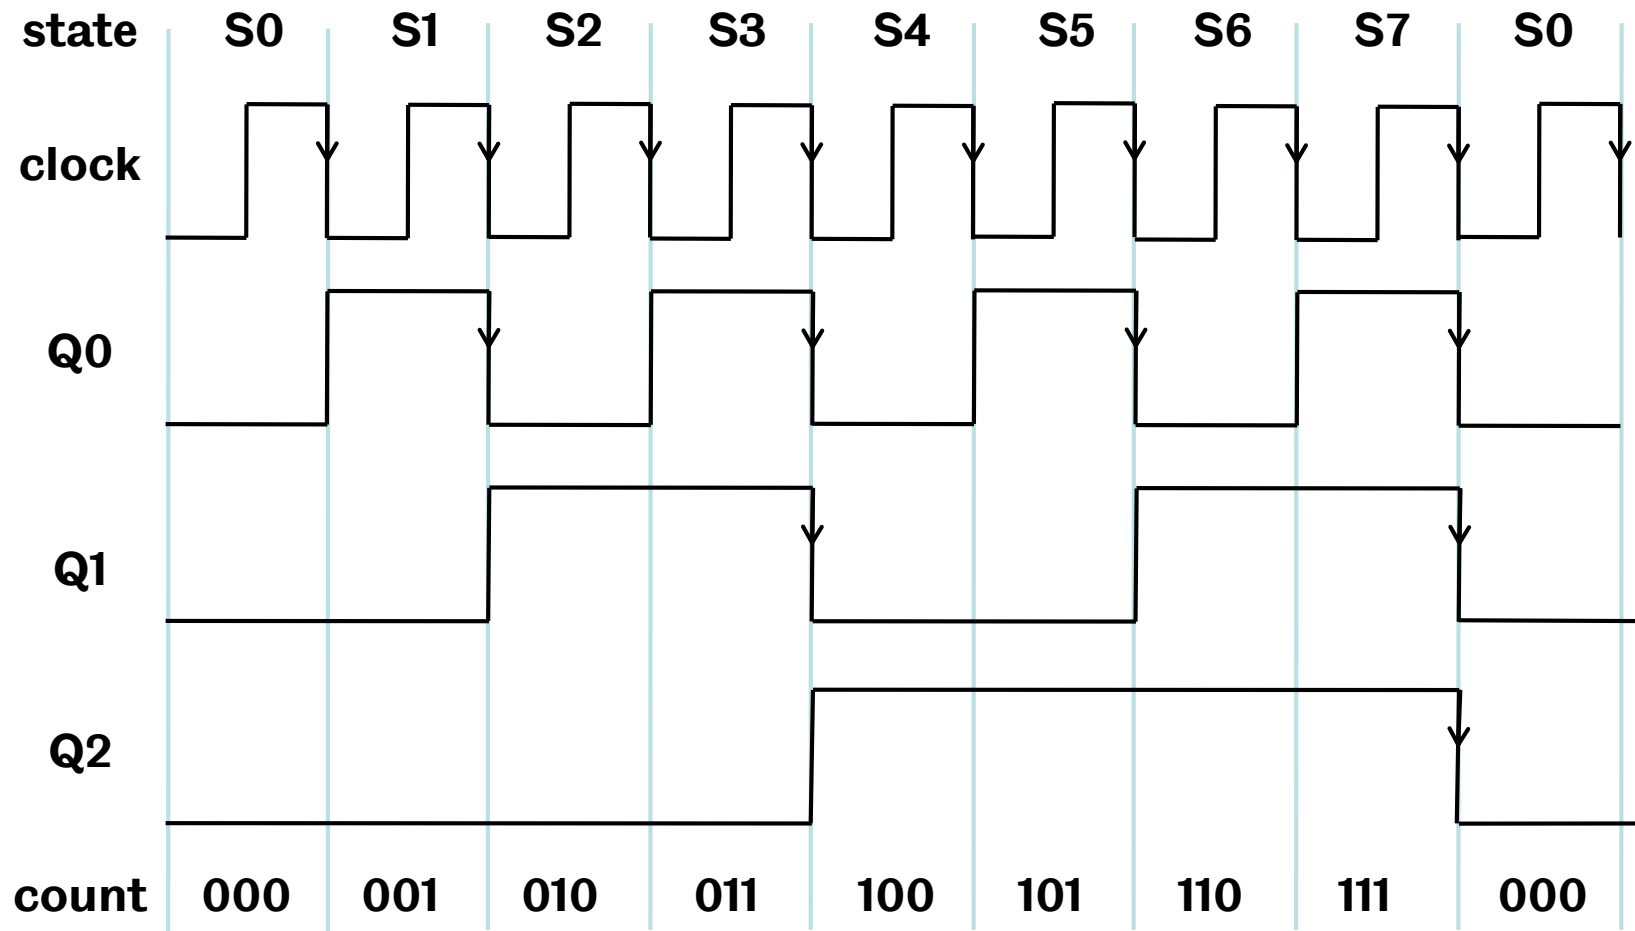 state S0 S1 S2 S3 S4 S5 S6 S7 S0
clock
Q0
Q1
Q2
count 000 001 010 011 100 101 110 111 000